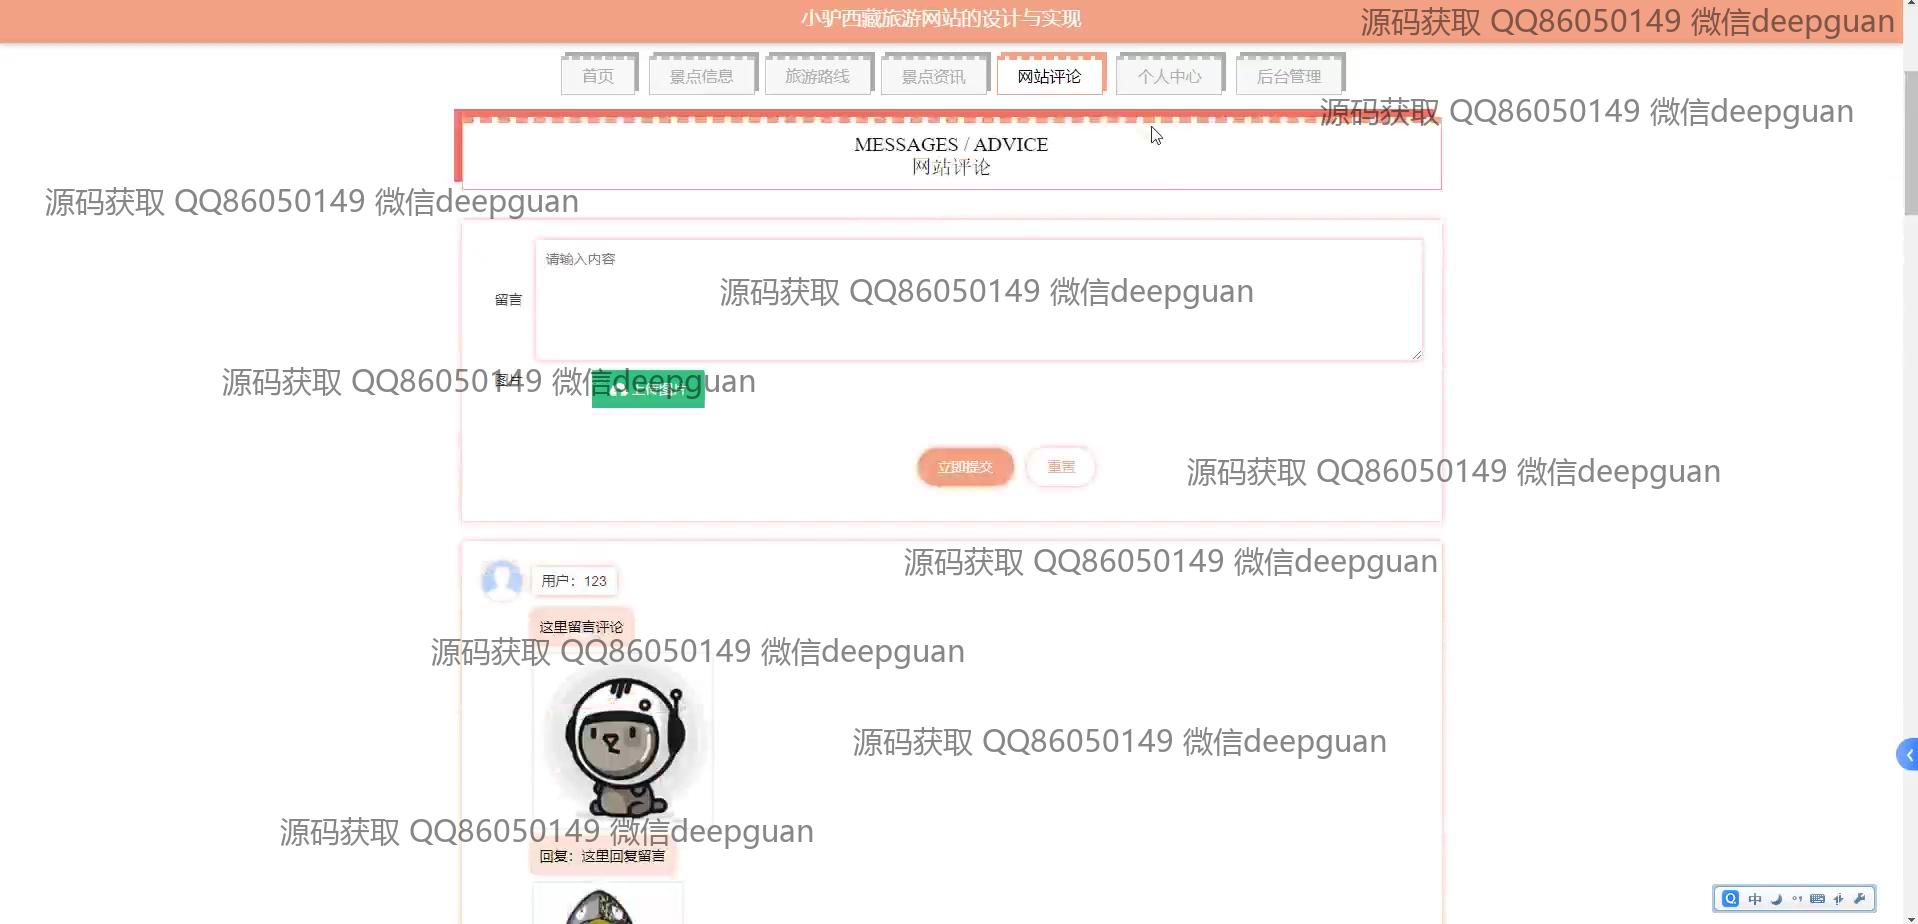 小驴西藏旅游网站的设计与实现
源码获取 QQ86050149 微信deepguan
首页 景点信息 旅游路线 景点资讯 网站评论 个人中心 后台管理
源码获取 QQ86050149 微信deepguan
MESSAGES / ADVICE
网站评论
源码获取 QQ86050149 微信deepguan
请输入内容
留言
源码获取 QQ86050149 微信deepguan
图片
上传图片
源码获取 QQ86050149 微信deepguan
立即提交 重置
源码获取 QQ86050149 微信deepguan
源码获取 QQ86050149 微信deepguan
用户：123
这里留言评论
源码获取 QQ86050149 微信deepguan
源码获取 QQ86050149 微信deepguan
源码获取 QQ86050149 微信deepguan
回复：这里回复留言
中